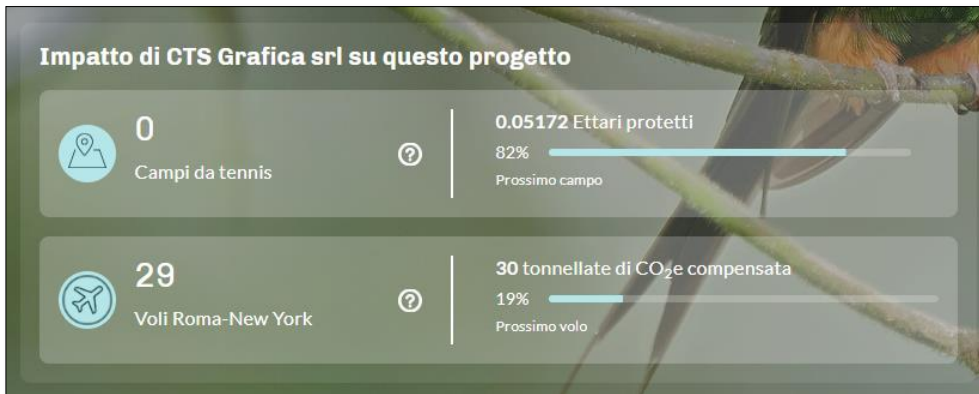 Impatto di CTS Grafica srl su questo progetto
0
Campi da tennis
?
0.05172 Ettari protetti
82%
Prossimo campo
29
Voli Roma-New York
?
30 tonnellate di CO₂e compensata
19%
Prossimo volo